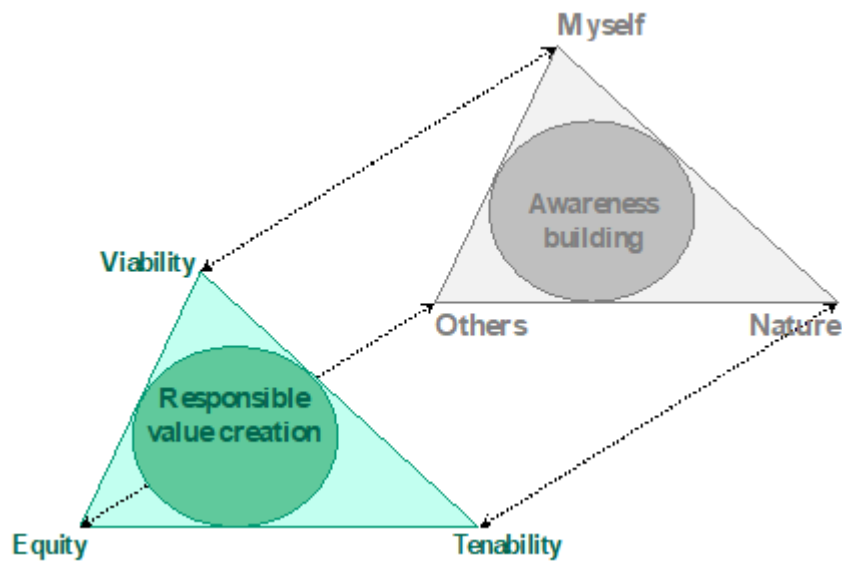 Myself
Awareness
building
Viability
Others
Nature
Responsible
value creation
Equity
Tenability